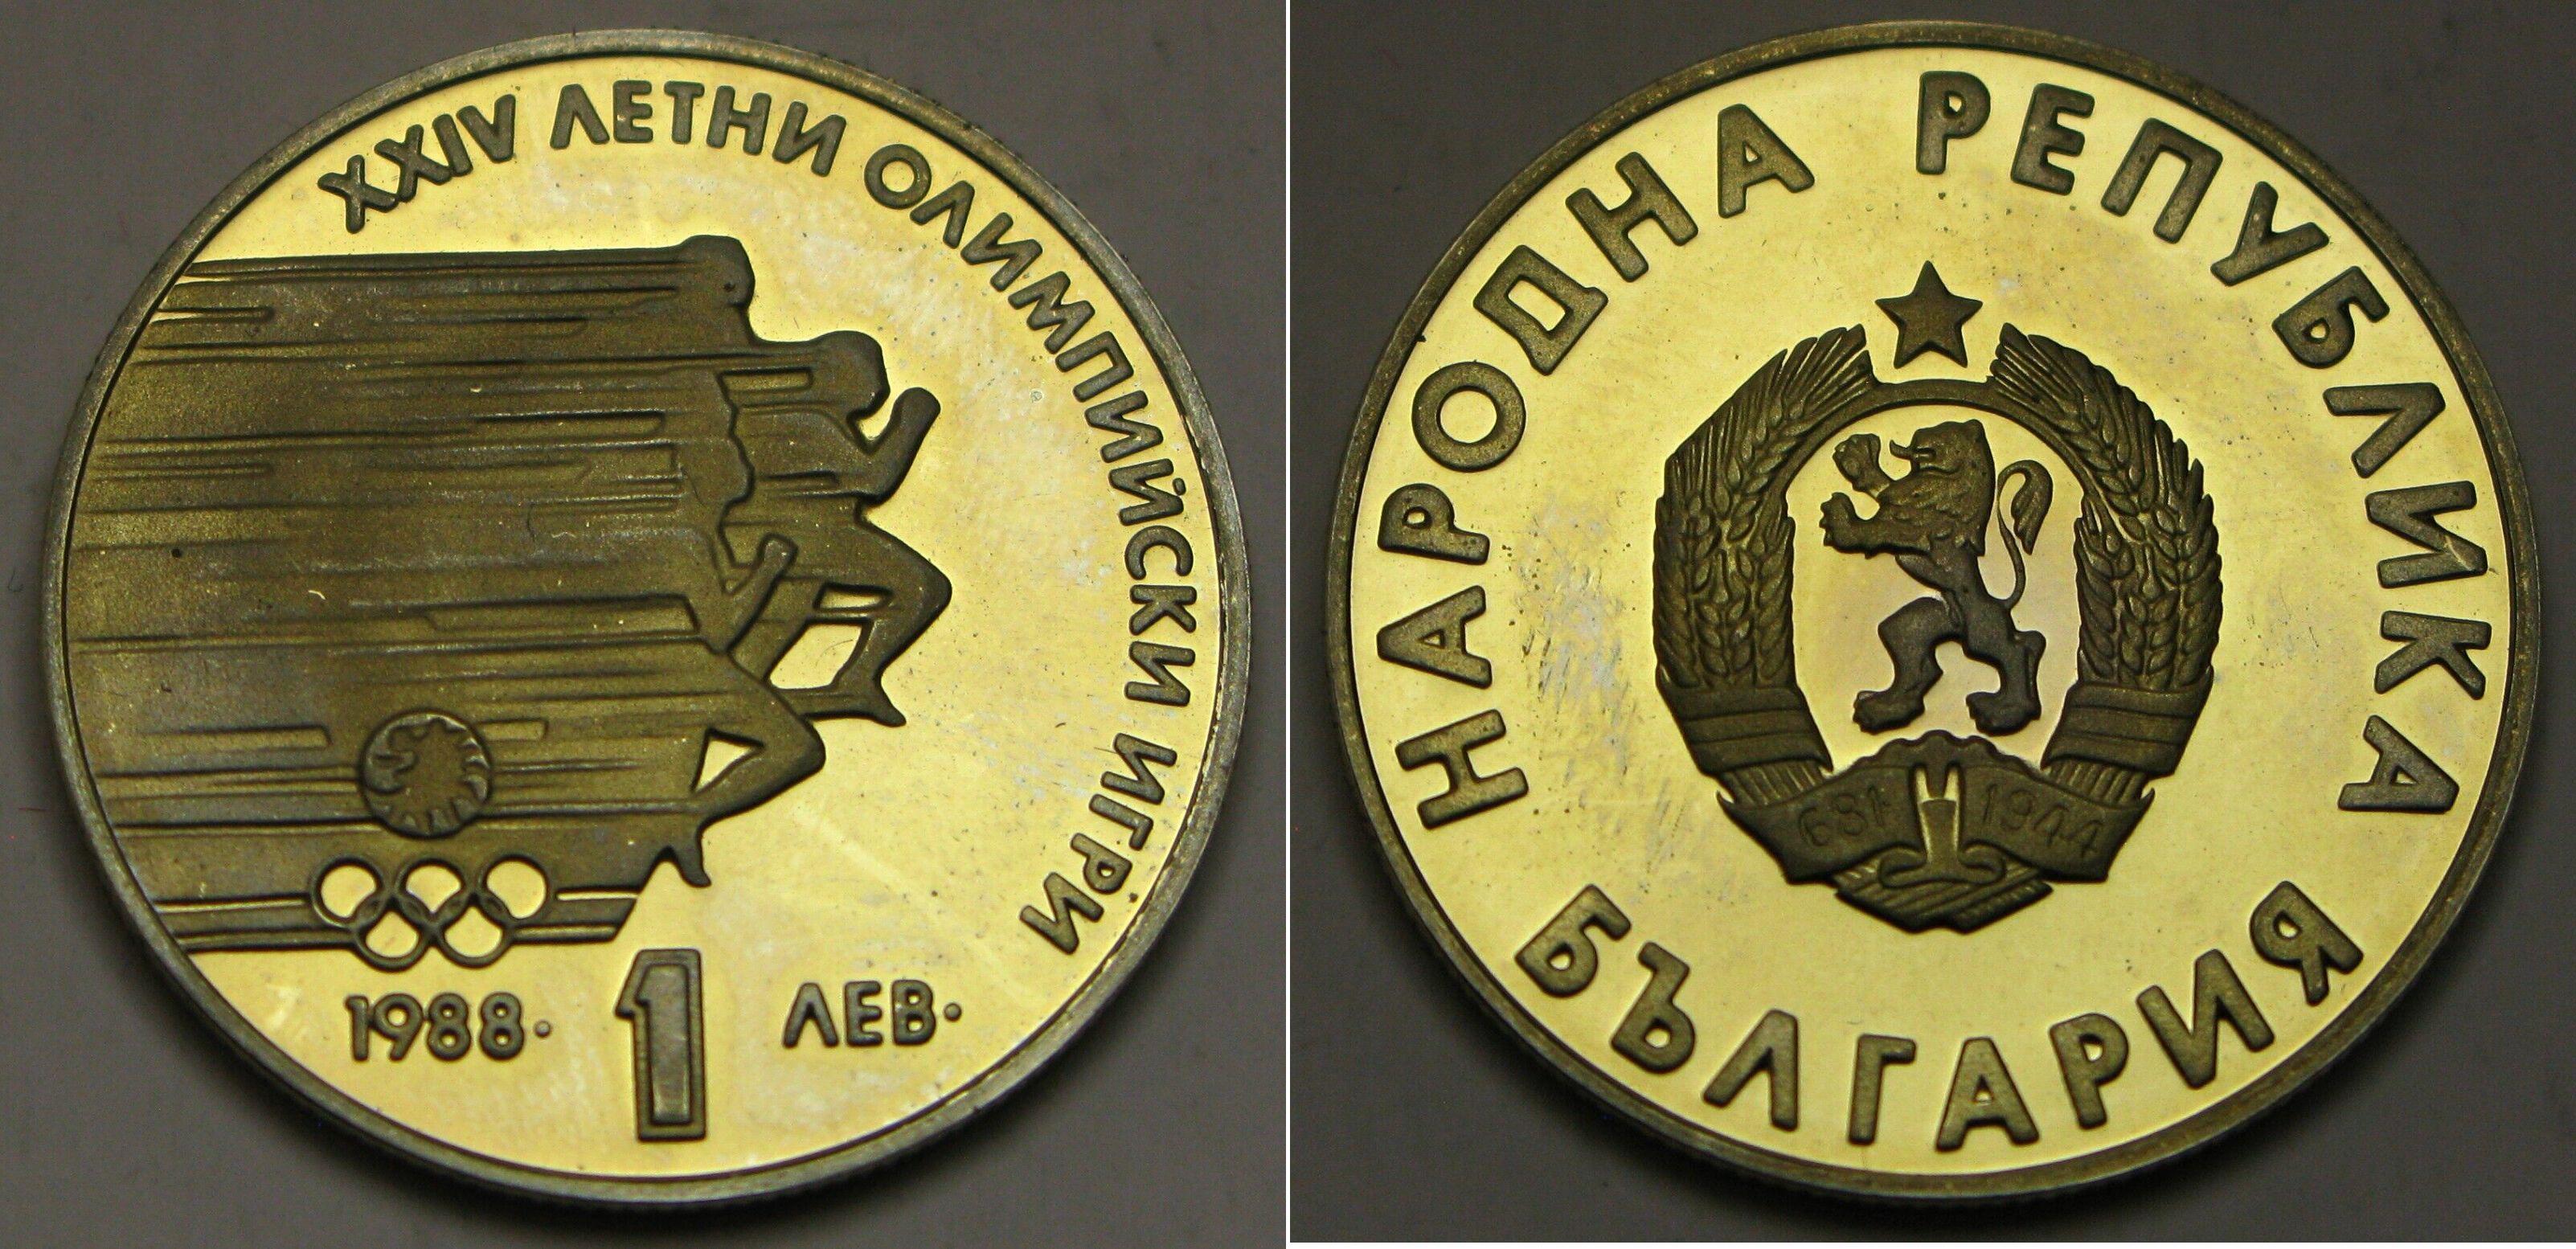 XXIV ЛЕТНИ ОЛИМПИЙСКИ ИГРИ
1988· 1 ЛЕВ·
НАРОДНА РЕПУБЛИКА
681 1944
БЪЛГАРИЯ